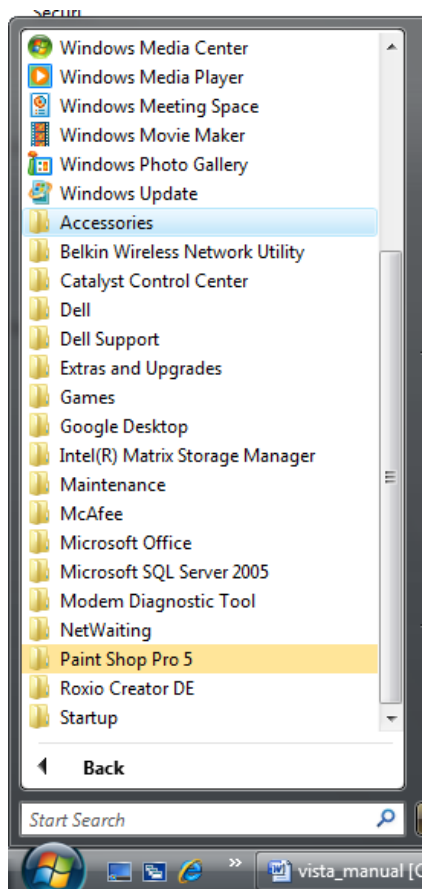 Securi
Windows Media Center
Windows Media Player
Windows Meeting Space
Windows Movie Maker
Windows Photo Gallery
Windows Update
Accessories
Belkin Wireless Network Utility
Catalyst Control Center
Dell
Dell Support
Extras and Upgrades
Games
Google Desktop
Intel(R) Matrix Storage Manager
Maintenance
McAfee
Microsoft Office
Microsoft SQL Server 2005
Modem Diagnostic Tool
NetWaiting
Paint Shop Pro 5
Roxio Creator DE
Startup
Back
Start Search
» vista_manual [C